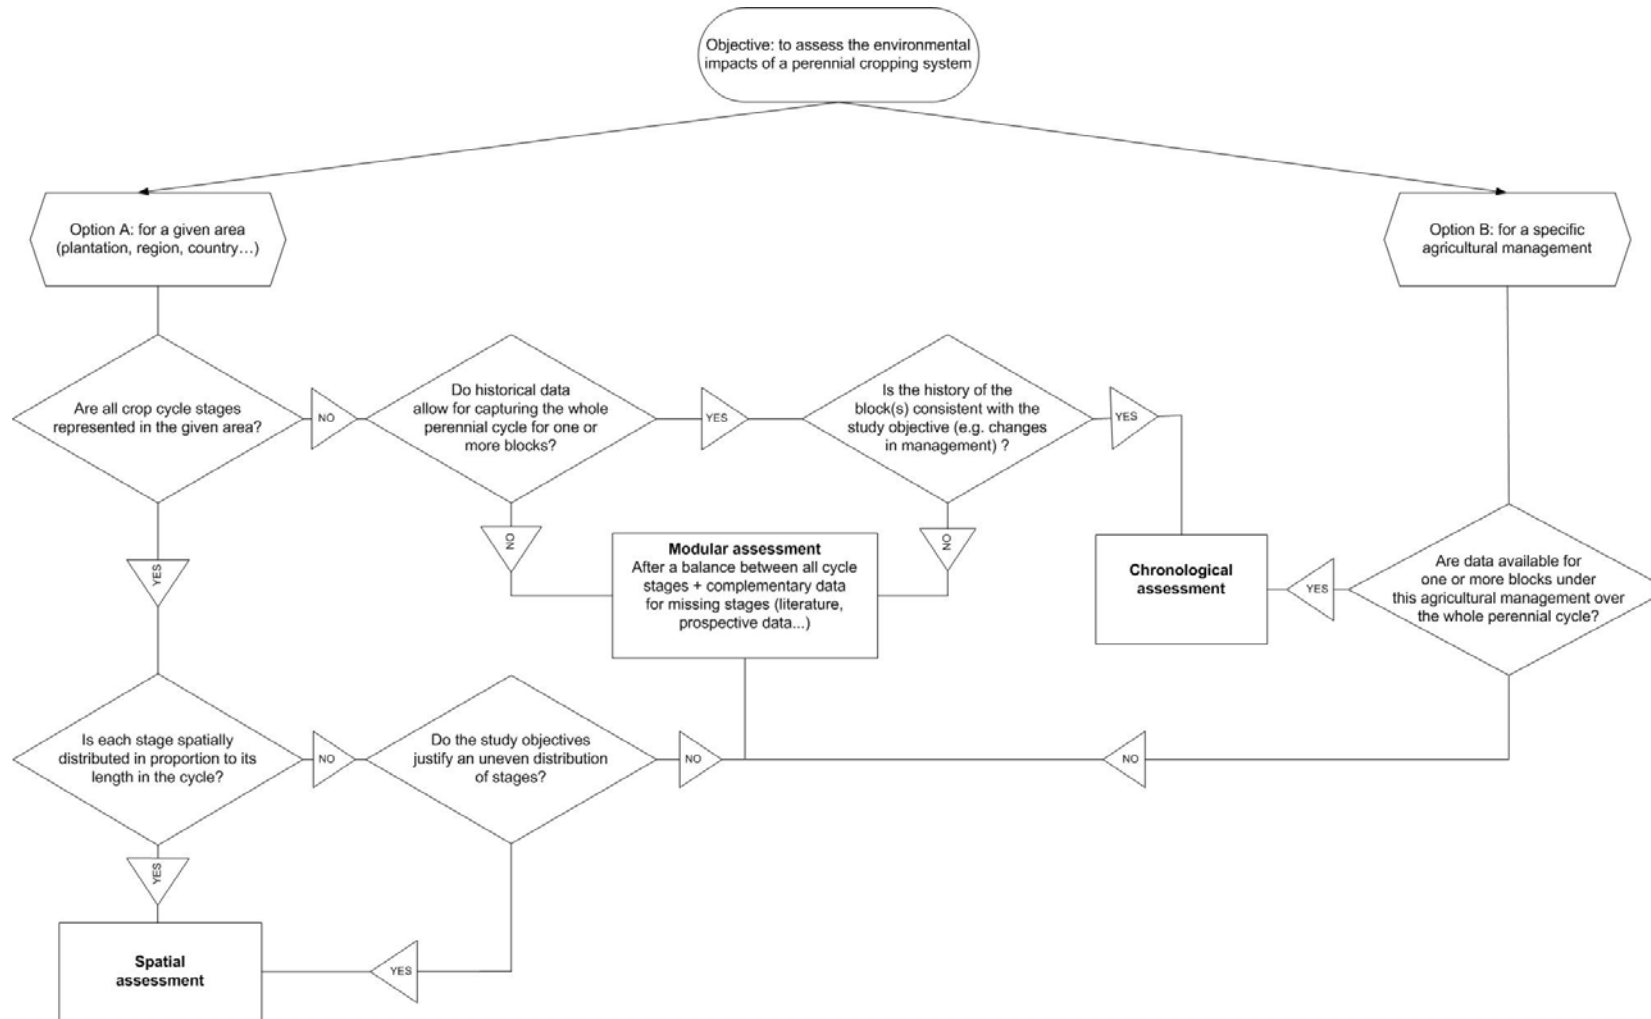 Objective: to assess the environmental
impacts of a perennial cropping system
Option A: for a given area
(plantation, region, country...)
Option B: for a specific
agricultural management
Are all crop cycle stages
represented in the given area?
NO
Do historical data
allow for capturing the whole
perennial cycle for one or
more blocks?
YES
Is the history of the
block(s) consistent with the
study objective (e.g. changes
in management) ?
YES
YES
NO
Modular assessment
After a balance between all cycle
stages + complementary data
for missing stages (literature,
prospective data...)
NO
Chronological
assessment
YES
Are data available for
one or more blocks under
this agricultural management over
the whole perennial cycle?
Is each stage spatially
distributed in proportion to its
length in the cycle?
NO
Do the study objectives
justify an uneven distribution
of stages?
NO
NO
YES
Spatial
assessment
YES